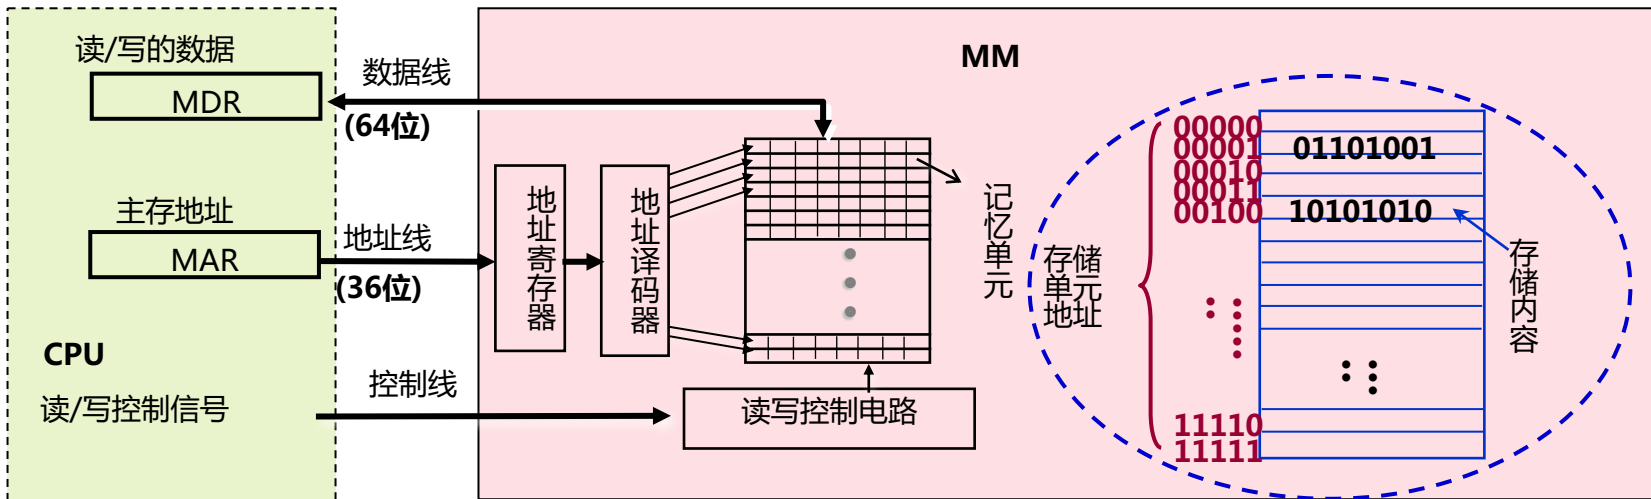 读/写的数据
MDR
数据线
(64位)
主存地址
MAR
地址线
(36位)
CPU
读/写控制信号
控制线
MM
地址寄存器
地址译码器
记忆单元
读写控制电路
存储
单元
地址
00000
00001
00010
00011
00100
11110
11111
01101001
10101010
存储内容